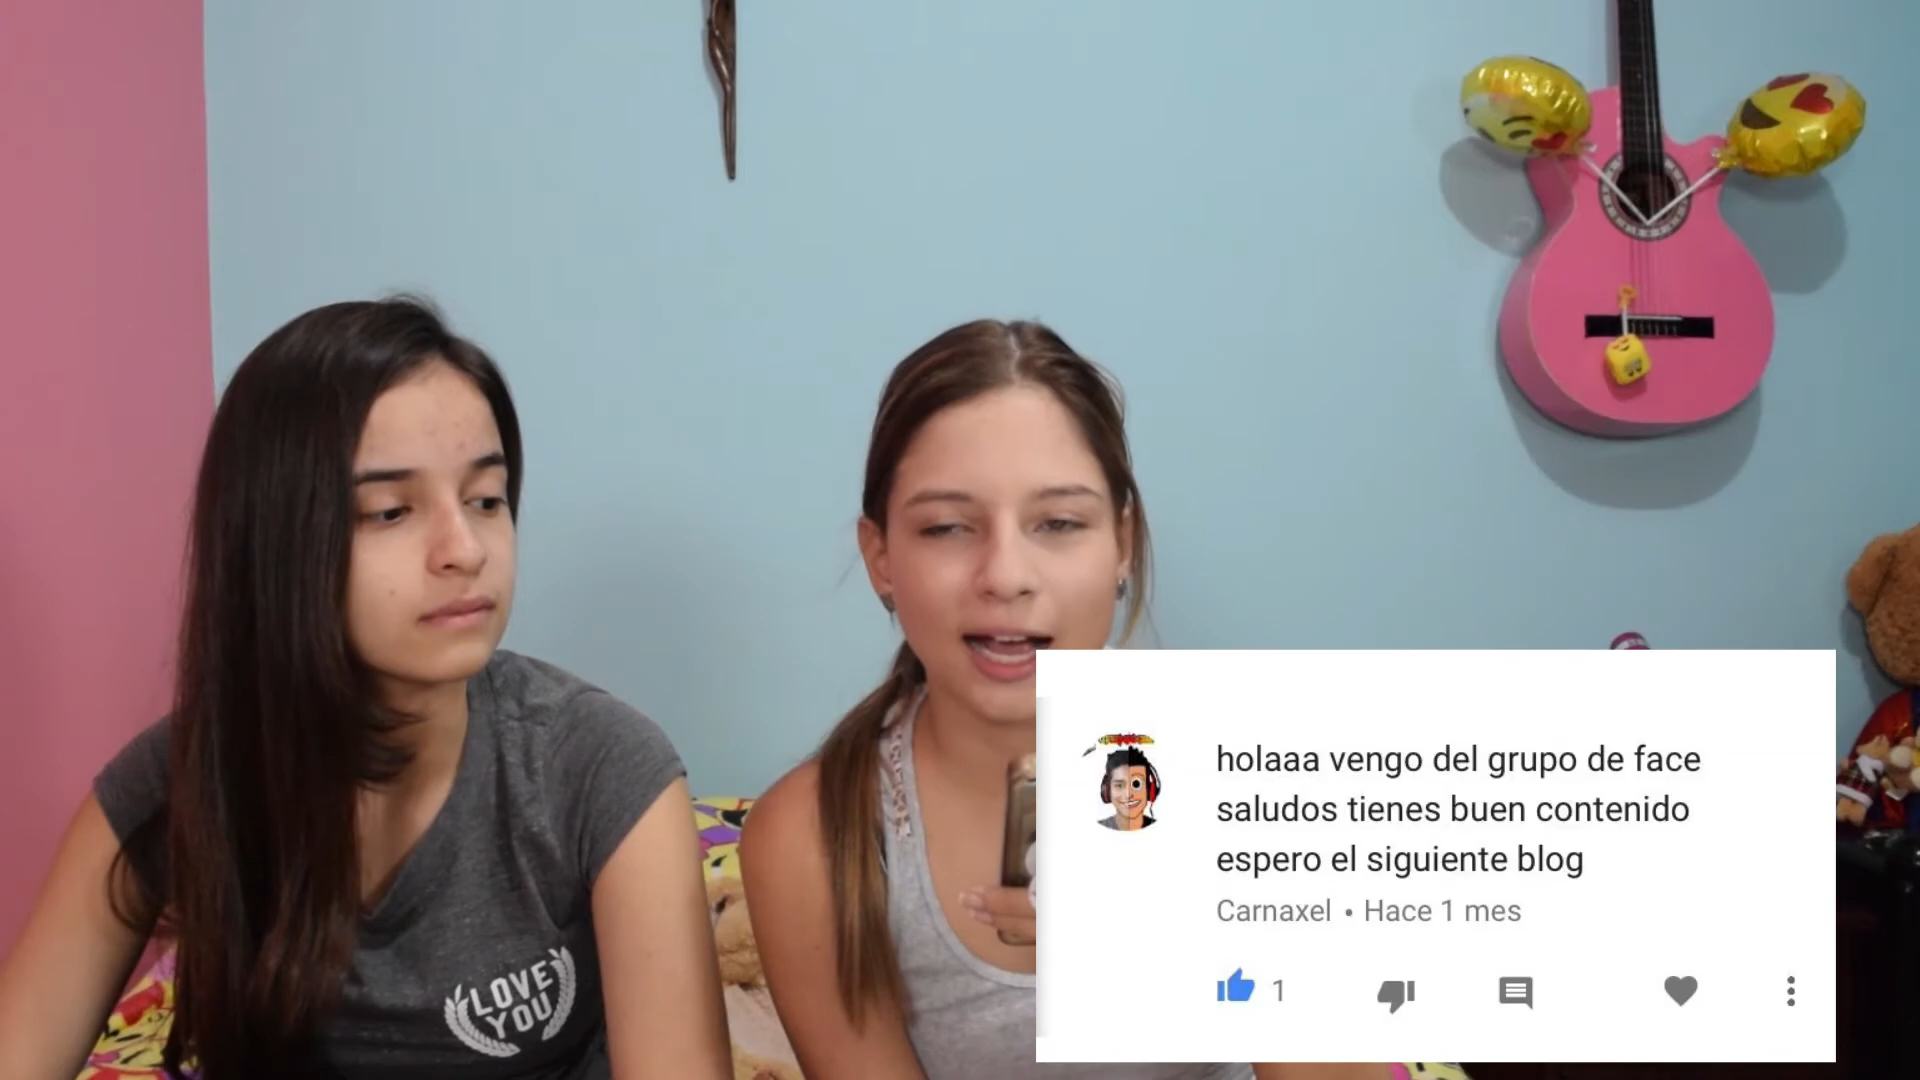 LOVE
YOU
holaaa vengo del grupo de face
saludos tienes buen contenido
espero el siguiente blog
Carnaxel • Hace 1 mes
1